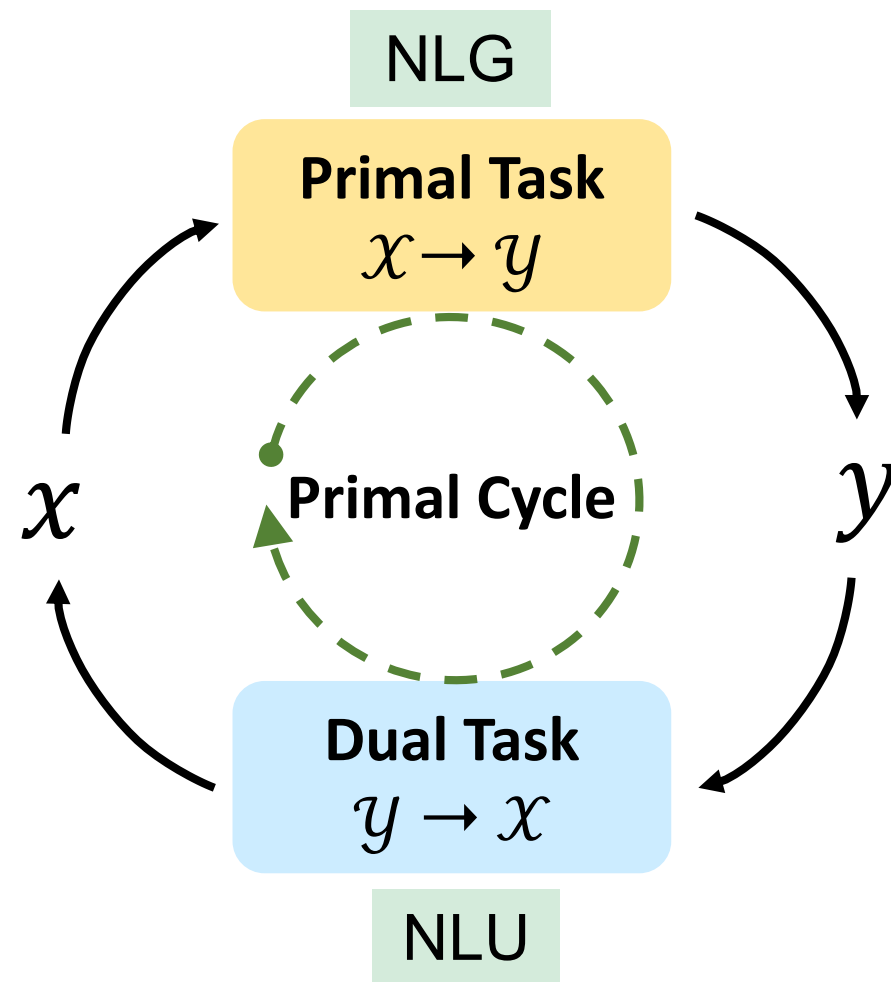 NLG
Primal Task
𝒳 → 𝒴
x
Primal Cycle
y
Dual Task
𝒴 → 𝒳
NLU